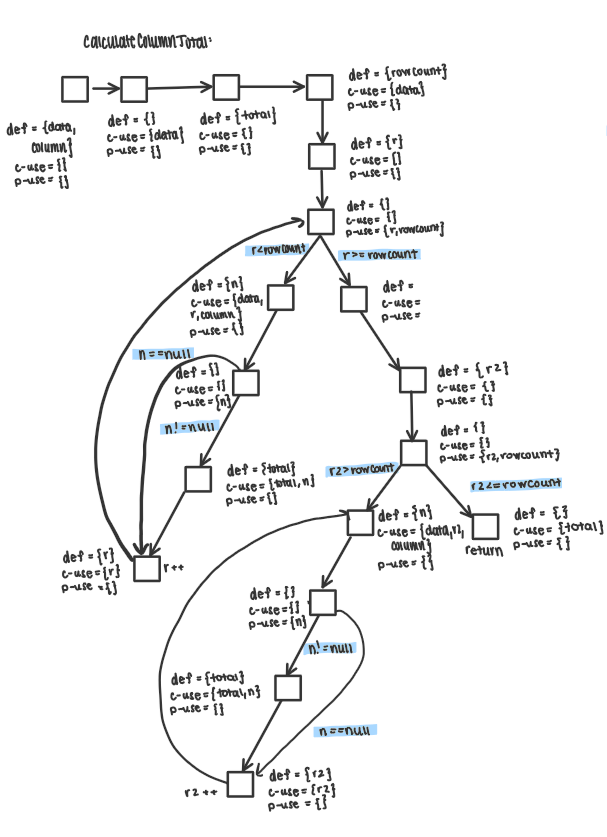 calculateColumnTotal:
def = {data,
column}
c-use = {}
p-use = {}
def = {}
c-use = {data}
p-use = {}
def = {total}
c-use = {}
p-use = {}
def = {rowcount}
c-use = {data}
p-use = {}
def = {r}
c-use = {}
p-use = {}
def = {}
c-use = {}
p-use = {r,rowcount}
r<rowcount
r>= rowcount
def = {n}
c-use = {data,
r,column}
p-use = {}
def =
c-use =
p-use =
n==null
def = {}
c-use = {}
p-use = {n}
n!=null
def = {r2}
c-use = {}
p-use = {}
def = {}
c-use = {}
p-use = {r2,rowcount}
r2>rowcount
r2<=rowcount
def = {total}
c-use = {total,n}
p-use = {}
def = {n}
c-use = {data,r2,
column}
p-use = {}
def = {}
c-use = {total}
p-use = {}
return
def = {r}
c-use = {r}
p-use = {}
r++
def = {}
c-use = {}
p-use = {n}
n!=null
def = {total}
c-use = {total,n}
p-use = {}
n==null
r2++
def = {r2}
c-use = {r2}
p-use = {}